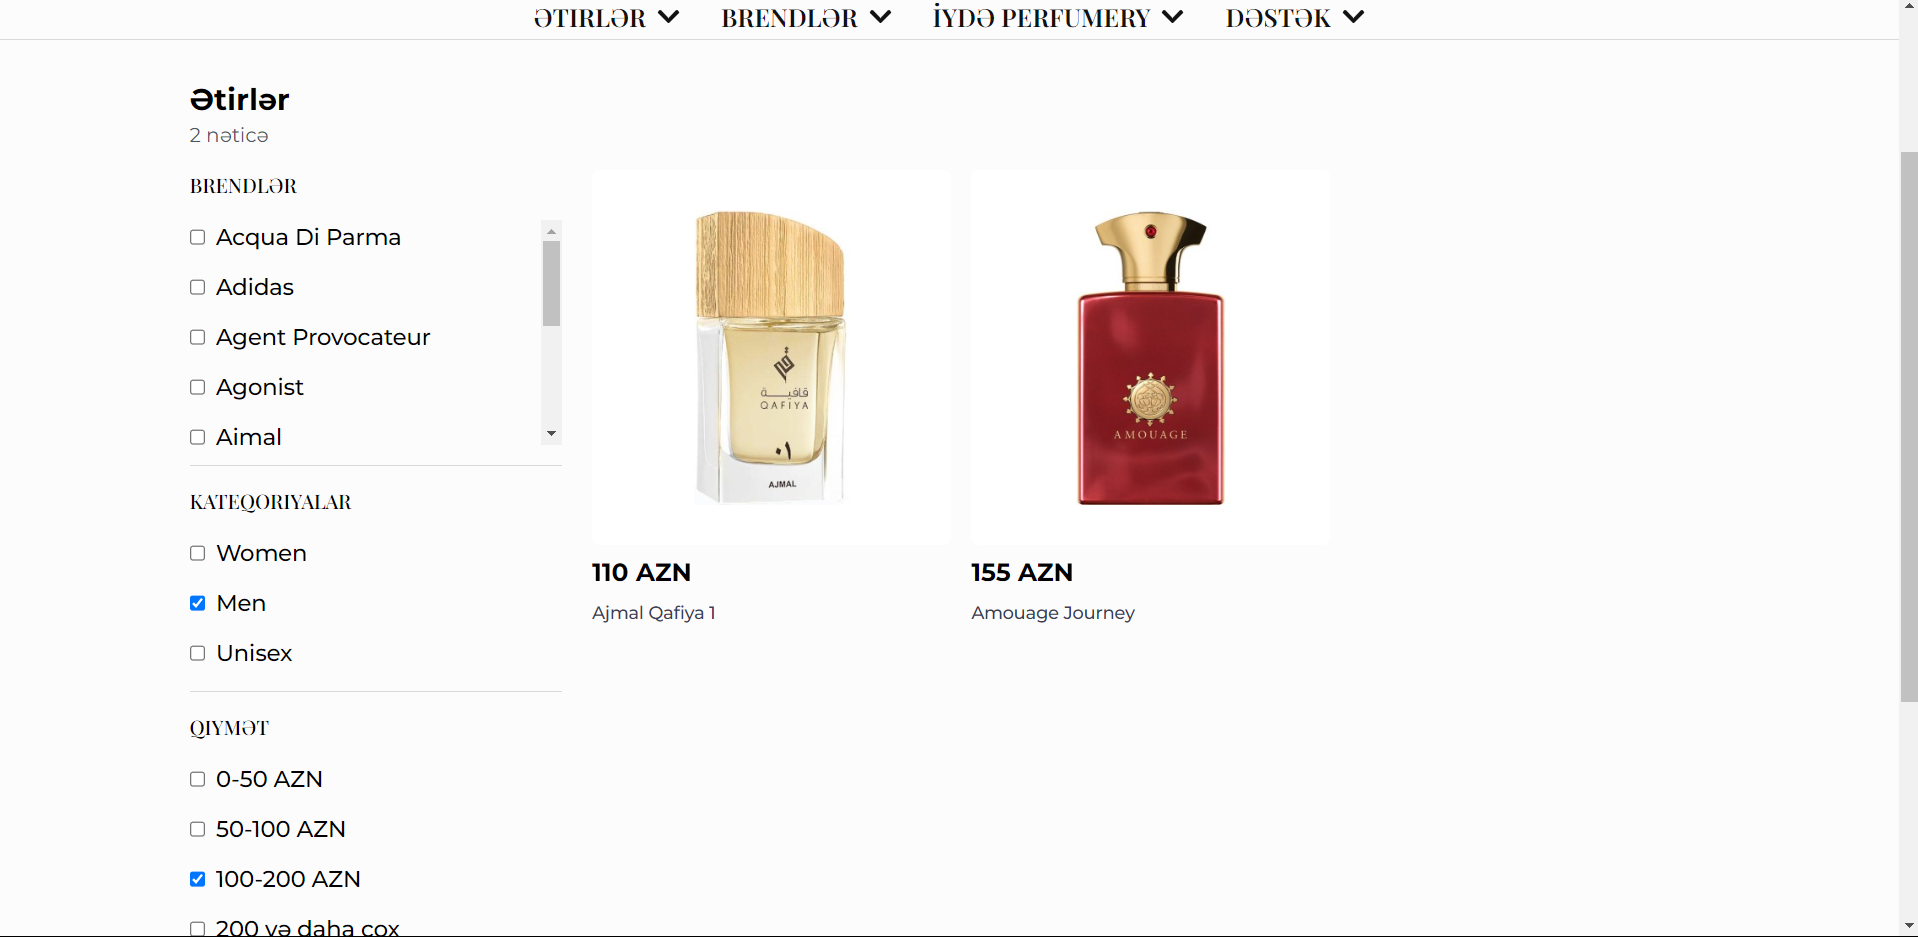 ƏTIRLƏR
BRENDLƏR
İYDƏ PERFUMERY
DƏSTƏK
Ətirlər
2 nəticə
BRENDLƏR
Acqua Di Parma
Adidas
Agent Provocateur
Agonist
Ajmal
KATEQORIYALAR
Women
Men
Unisex
QIYMƏT
0-50 AZN
50-100 AZN
100-200 AZN
200 və daha çox
قافية
QAFIYA
٠١
AJMAL
110 AZN
Ajmal Qafiya 1
AMOUAGE
155 AZN
Amouage Journey